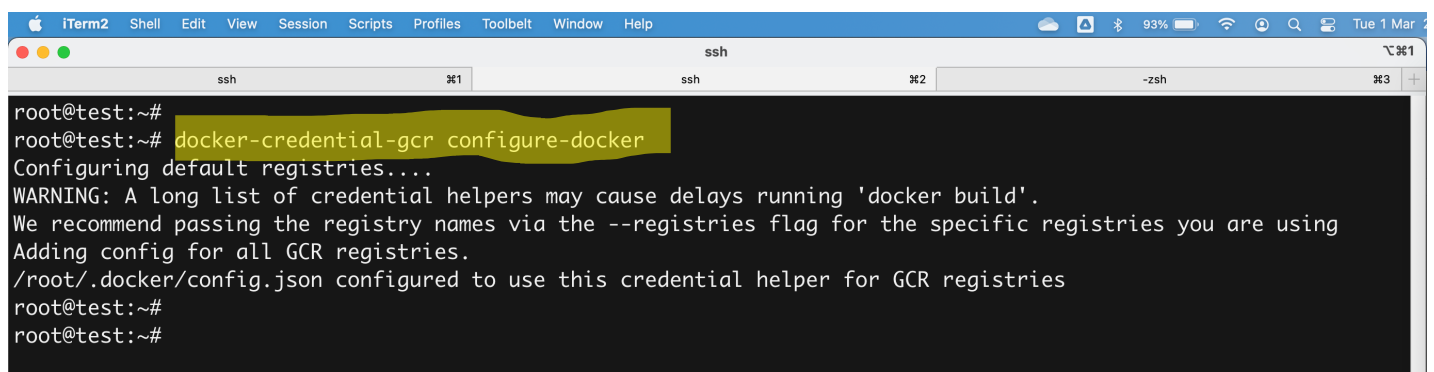 iTerm2 Shell Edit View Session Scripts Profiles Toolbelt Window Help 93% Tue 1 Mar
ssh ⌥⌘1
ssh ⌘1 ssh ⌘2 -zsh ⌘3
root@test:~#
root@test:~# docker-credential-gcr configure-docker
Configuring default registries....
WARNING: A long list of credential helpers may cause delays running 'docker build'.
We recommend passing the registry names via the --registries flag for the specific registries you are using
Adding config for all GCR registries.
/root/.docker/config.json configured to use this credential helper for GCR registries
root@test:~#
root@test:~#